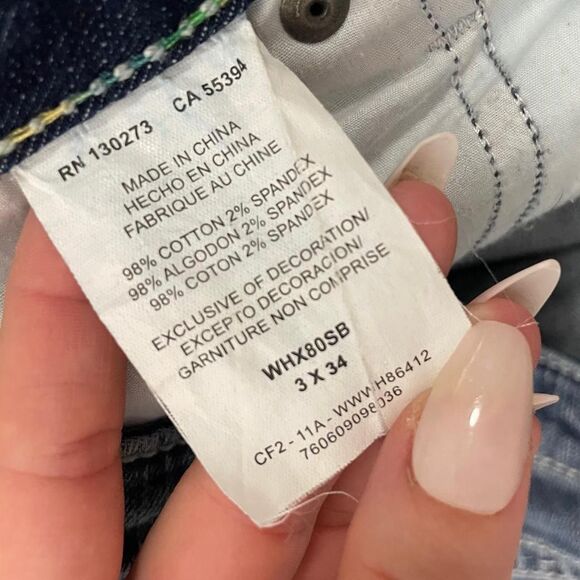 RN 130273 CA 55394
MADE IN CHINA
HECHO EN CHINA
FABRIQUE AU CHINE
98% COTTON 2% SPANDEX
98% ALGODON 2% SPANDEX
98% COTON 2% SPANDEX
EXCLUSIVE OF DECORATION/
EXCEPTO DECORACION/
GARNITURE NON COMPRISE
WHX80SB
3 X 34
CF2 - 11A - WWWH86412
760609098036